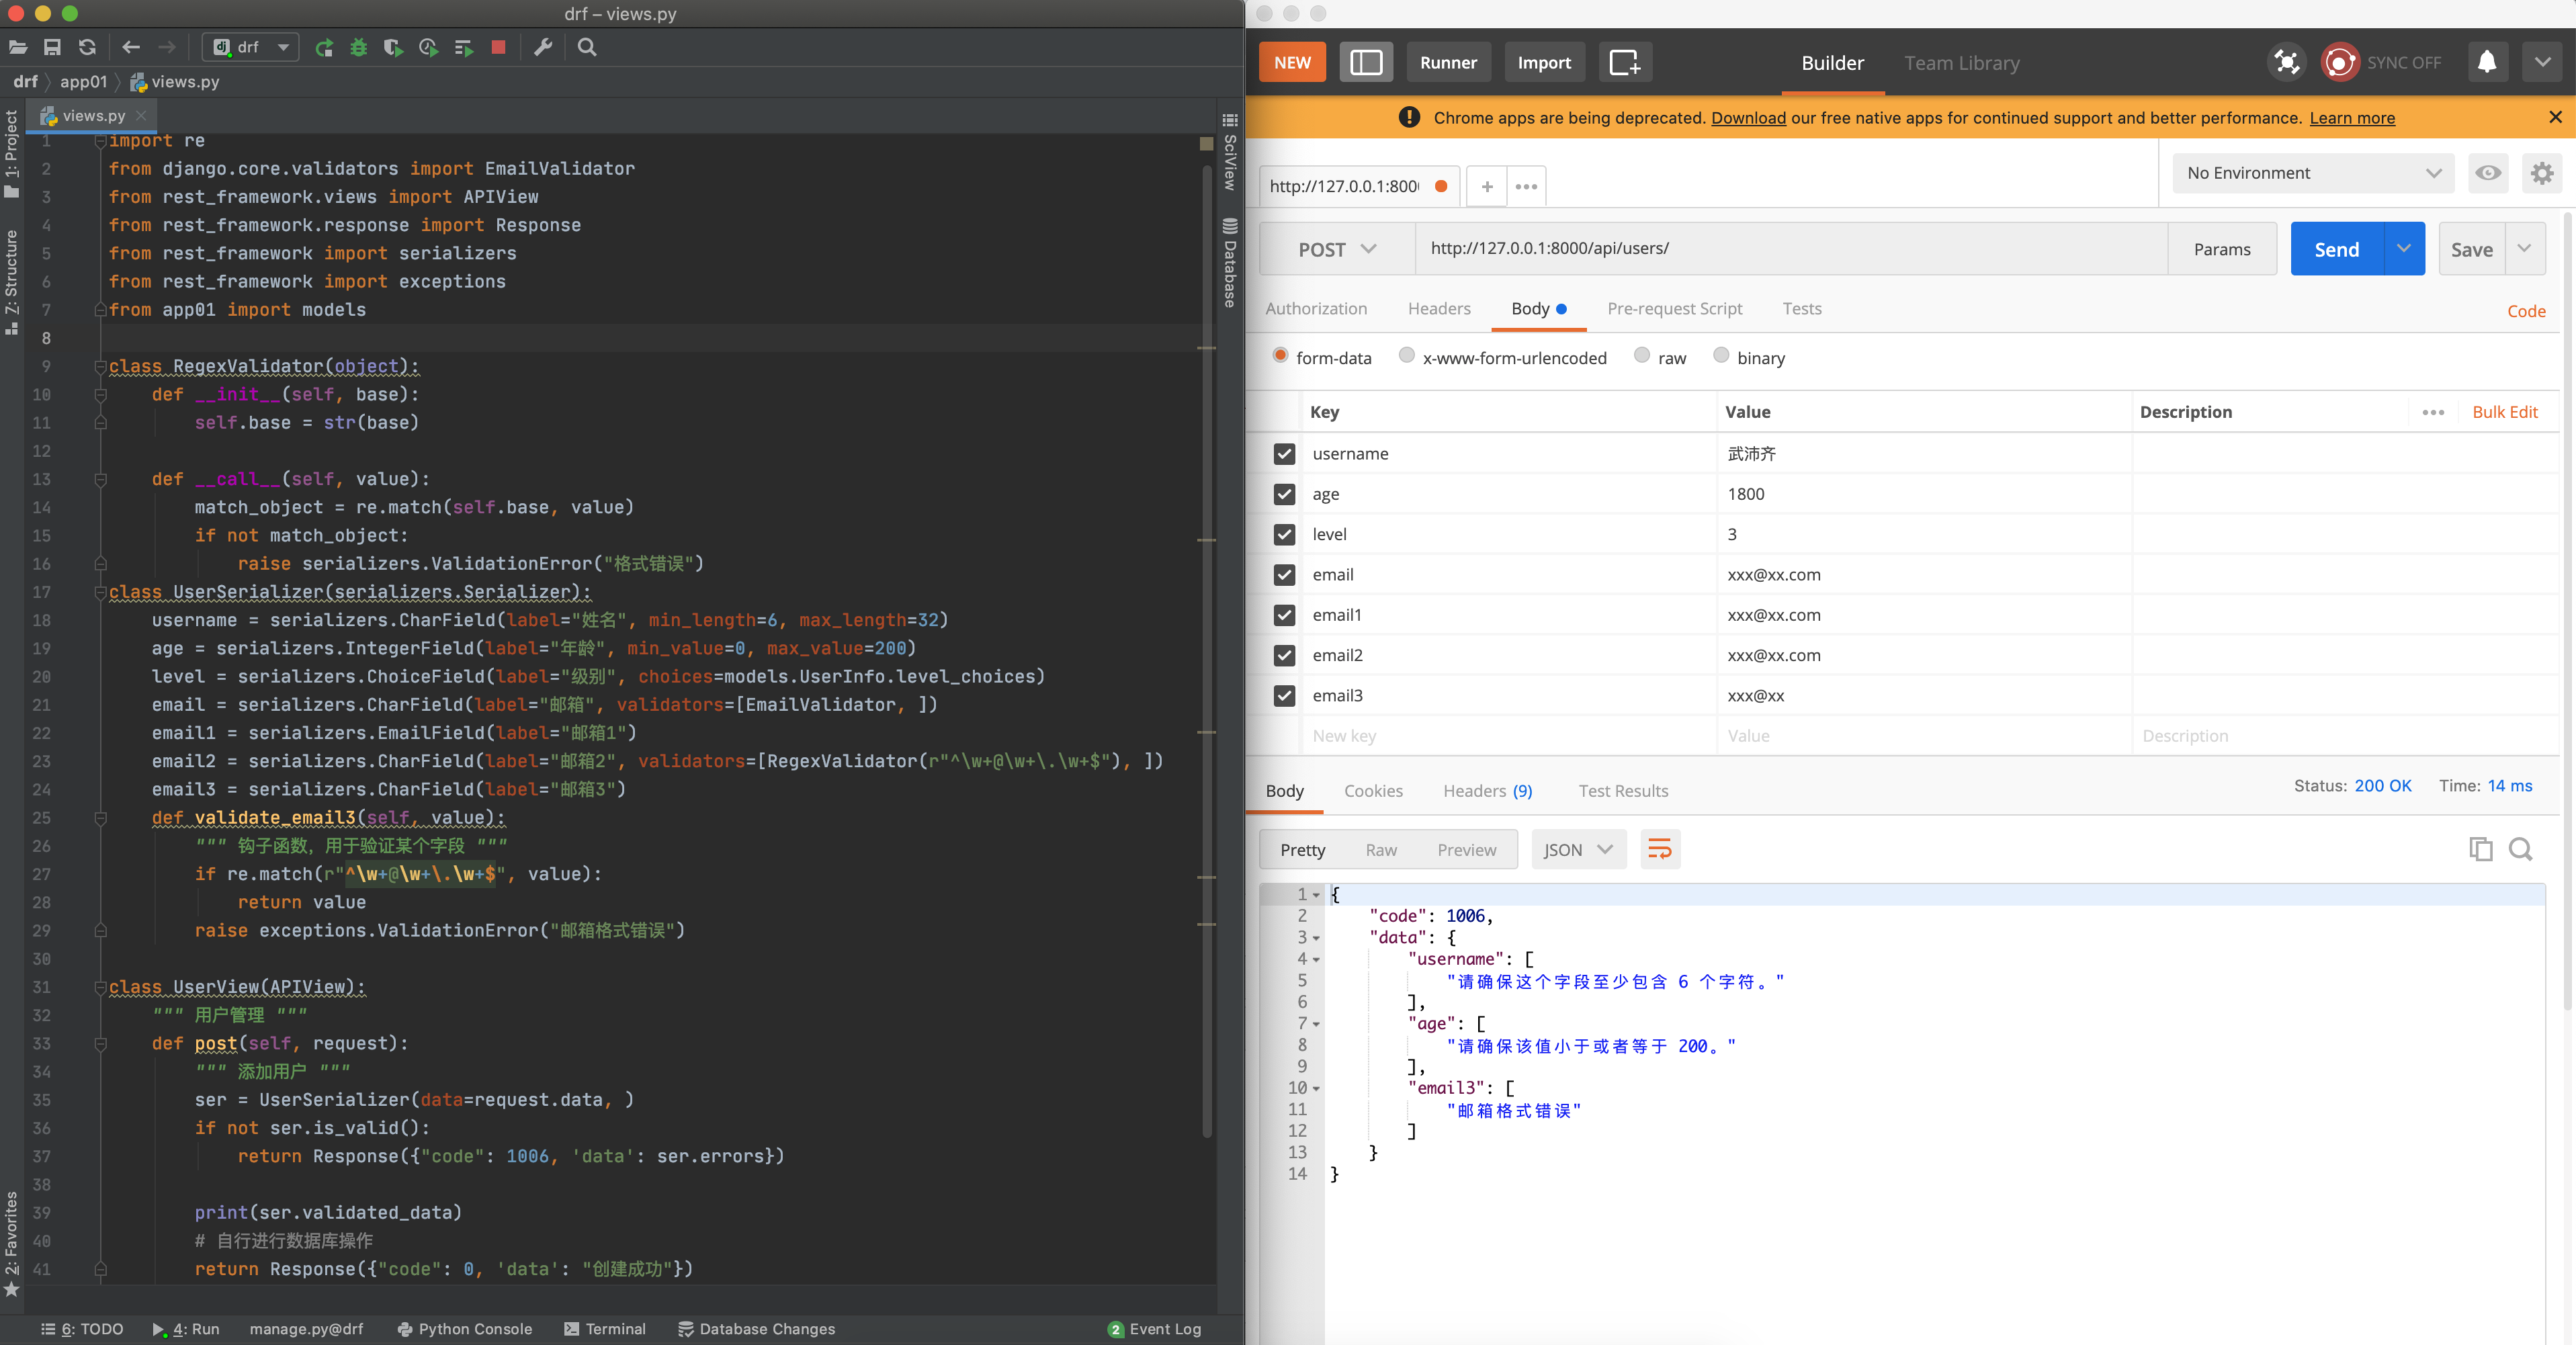 drf – views.py
drf
drf
app01
views.py
views.py
1: Project
Z: Structure
2: Favorites
SciView
Database
1 import re
2 from django.core.validators import EmailValidator
3 from rest_framework.views import APIView
4 from rest_framework.response import Response
5 from rest_framework import serializers
6 from rest_framework import exceptions
7 from app01 import models
8
9 class RegexValidator(object):
10 def __init__(self, base):
11 self.base = str(base)
12
13 def __call__(self, value):
14 match_object = re.match(self.base, value)
15 if not match_object:
16 raise serializers.ValidationError("格式错误")
17 class UserSerializer(serializers.Serializer):
18 username = serializers.CharField(label="姓名", min_length=6, max_length=32)
19 age = serializers.IntegerField(label="年龄", min_value=0, max_value=200)
20 level = serializers.ChoiceField(label="级别", choices=models.UserInfo.level_choices)
21 email = serializers.CharField(label="邮箱", validators=[EmailValidator, ])
22 email1 = serializers.EmailField(label="邮箱1")
23 email2 = serializers.CharField(label="邮箱2", validators=[RegexValidator(r"^\w+@\w+\.\w+$"), ])
24 email3 = serializers.CharField(label="邮箱3")
25 def validate_email3(self, value):
26 """ 钩子函数，用于验证某个字段 """
27 if re.match(r"^\w+@\w+\.\w+$", value):
28 return value
29 raise exceptions.ValidationError("邮箱格式错误")
30
31 class UserView(APIView):
32 """ 用户管理 """
33 def post(self, request):
34 """ 添加用户 """
35 ser = UserSerializer(data=request.data, )
36 if not ser.is_valid():
37 return Response({"code": 1006, 'data': ser.errors})
38
39 print(ser.validated_data)
40 # 自行进行数据库操作
41 return Response({"code": 0, 'data': "创建成功"})
6: TODO
4: Run
manage.py@drf
Python Console
Terminal
Database Changes
2 Event Log
NEW
Runner
Import
Builder
Team Library
SYNC OFF
Chrome apps are being deprecated. Download our free native apps for continued support and better performance. Learn more
http://127.0.0.1:800
No Environment
POST
http://127.0.0.1:8000/api/users/
Params
Send
Save
Authorization
Headers
Body
Pre-request Script
Tests
Code
form-data
x-www-form-urlencoded
raw
binary
Key Value Description Bulk Edit
username 武沛齐
age 1800
level 3
email xxx@xx.com
email1 xxx@xx.com
email2 xxx@xx.com
email3 xxx@xx
New key Value Description
Body
Cookies
Headers (9)
Test Results
Status: 200 OK
Time: 14 ms
Pretty
Raw
Preview
JSON
1 {
2 "code": 1006,
3 "data": {
4 "username": [
5 "请确保这个字段至少包含 6 个字符。"
6 ],
7 "age": [
8 "请确保该值小于或者等于 200。"
9 ],
10 "email3": [
11 "邮箱格式错误"
12 ]
13 }
14 }